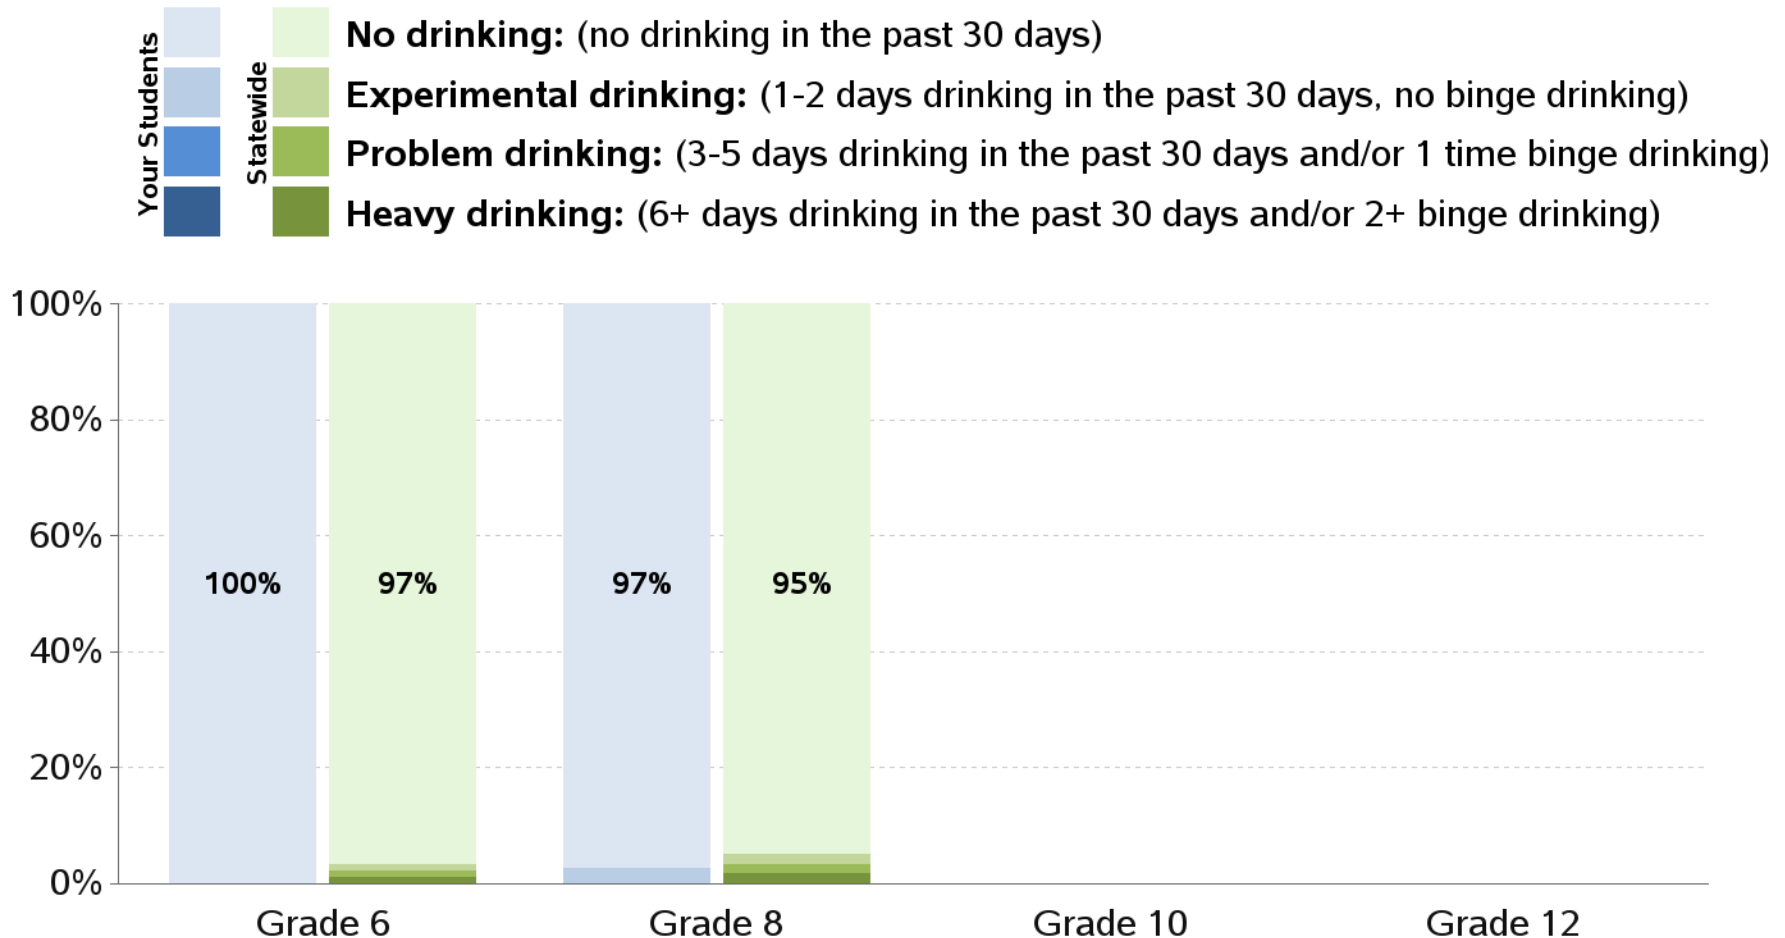 Your Students
Statewide
No drinking: (no drinking in the past 30 days)
Experimental drinking: (1-2 days drinking in the past 30 days, no binge drinking)
Problem drinking: (3-5 days drinking in the past 30 days and/or 1 time binge drinking)
Heavy drinking: (6+ days drinking in the past 30 days and/or 2+ binge drinking)
100%
80%
60%
40%
20%
0%
100%
97%
97%
95%
Grade 6
Grade 8
Grade 10
Grade 12